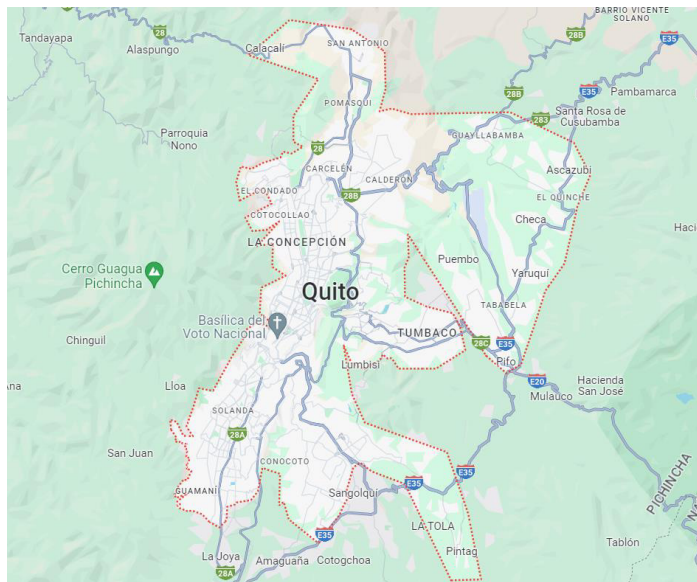 BARRIO VICENTE
SOLANO
28
Tandayapa
Alaspungo
Calacalí
SAN ANTONIO
28B
E35
28B
E35
Pambamarca
POMASQUI
283
Santa Rosa de
Cusubamba
GUAYLLABAMBA
Parroquia
Nono
28
CARCELÉN
CALDERÓN
Ascazubi
EL CONDADO
28B
EL QUINCHE
COTOCOLLAO
Checa
LA CONCEPCIÓN
Haci
Cerro Guagua
Pichincha
Puembo
Yaruquí
Quito
TABABELA
Basílica del
Voto Nacional
TUMBACO
Chinguil
28C
E35
Lumbisí
Pifo
E20
Ana
Lloa
Mulauco
Hacienda
San José
SOLANDA
28A
San Juan
CONOCOTO
E35
GUAMANÍ
Sangolquí
E35
PICHINCHA
NA
LA TOLA
E35
Tablón
La Joya
Amaguaña
Cotogchoa
Pintag
28A